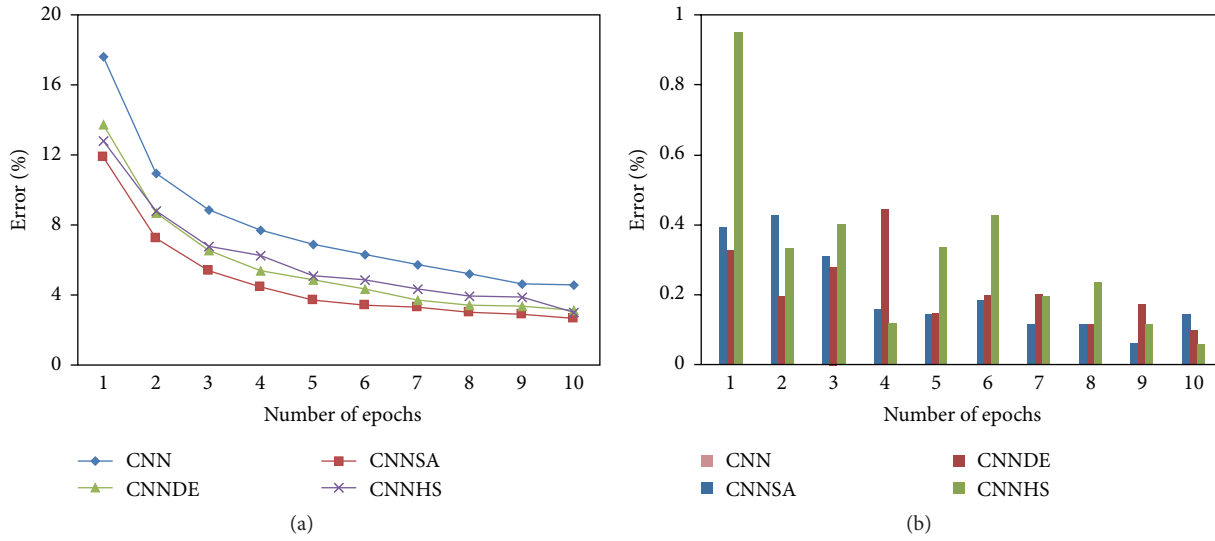 20
16
12
8
4
0
Error (%)
1 2 3 4 5 6 7 8 9 10
Number of epochs
CNN
CNNSA
CNNDE
CNNHS
(a)
1
0.8
0.6
0.4
0.2
0
Error (%)
1 2 3 4 5 6 7 8 9 10
Number of epochs
CNN
CNNDE
CNNSA
CNNHS
(b)